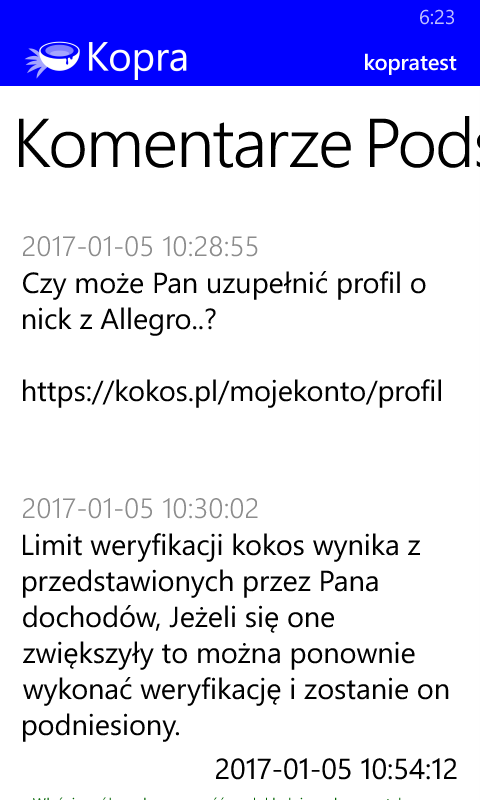 6:23
Kopra
kopratest
Komentarze Pods
2017-01-05 10:28:55
Czy może Pan uzupełnić profil o
nick z Allegro..?
https://kokos.pl/mojekonto/profil
2017-01-05 10:30:02
Limit weryfikacji kokos wynika z
przedstawionych przez Pana
dochodów, Jeżeli się one
zwiększyły to można ponownie
wykonać weryfikację i zostanie on
podniesiony.
2017-01-05 10:54:12